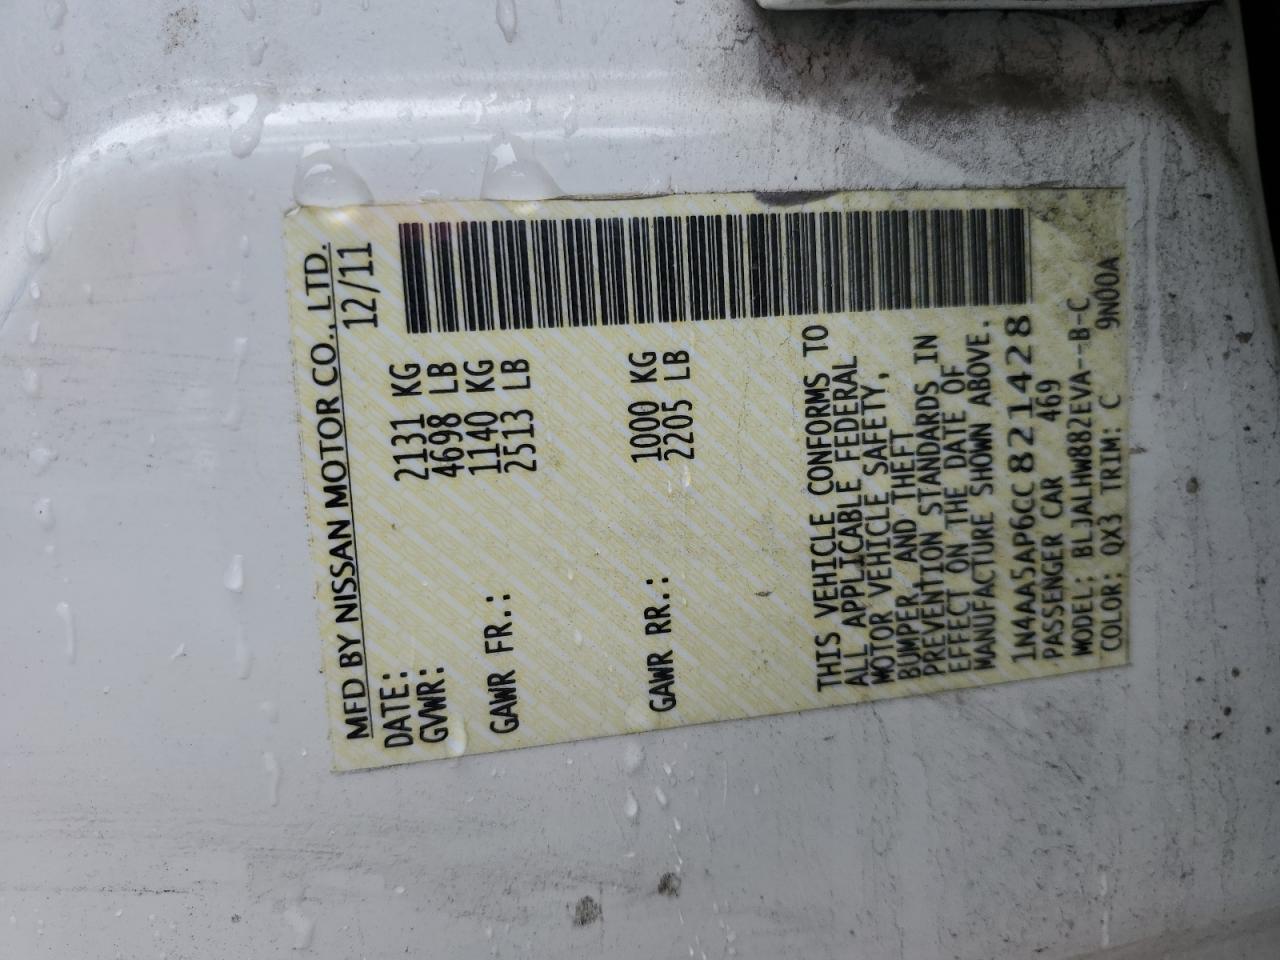 MFD BY NISSAN MOTOR CO., LTD.
DATE: 12/11
GVWR: 2131 KG
4698 LB
GAWR FR.: 1140 KG
2513 LB
GAWR RR.: 1000 KG
2205 LB
THIS VEHICLE CONFORMS TO
ALL APPLICABLE FEDERAL
MOTOR VEHICLE SAFETY,
BUMPER AND THEFT
PREVENTION STANDARDS IN
EFFECT ON THE DATE OF
MANUFACTURE SHOWN ABOVE.
1N4AA5AP6CC821428
PASSENGER CAR 469
MODEL: BLJALHW882EVA--B-C
COLOR: QX3 TRIM: C 9N00A